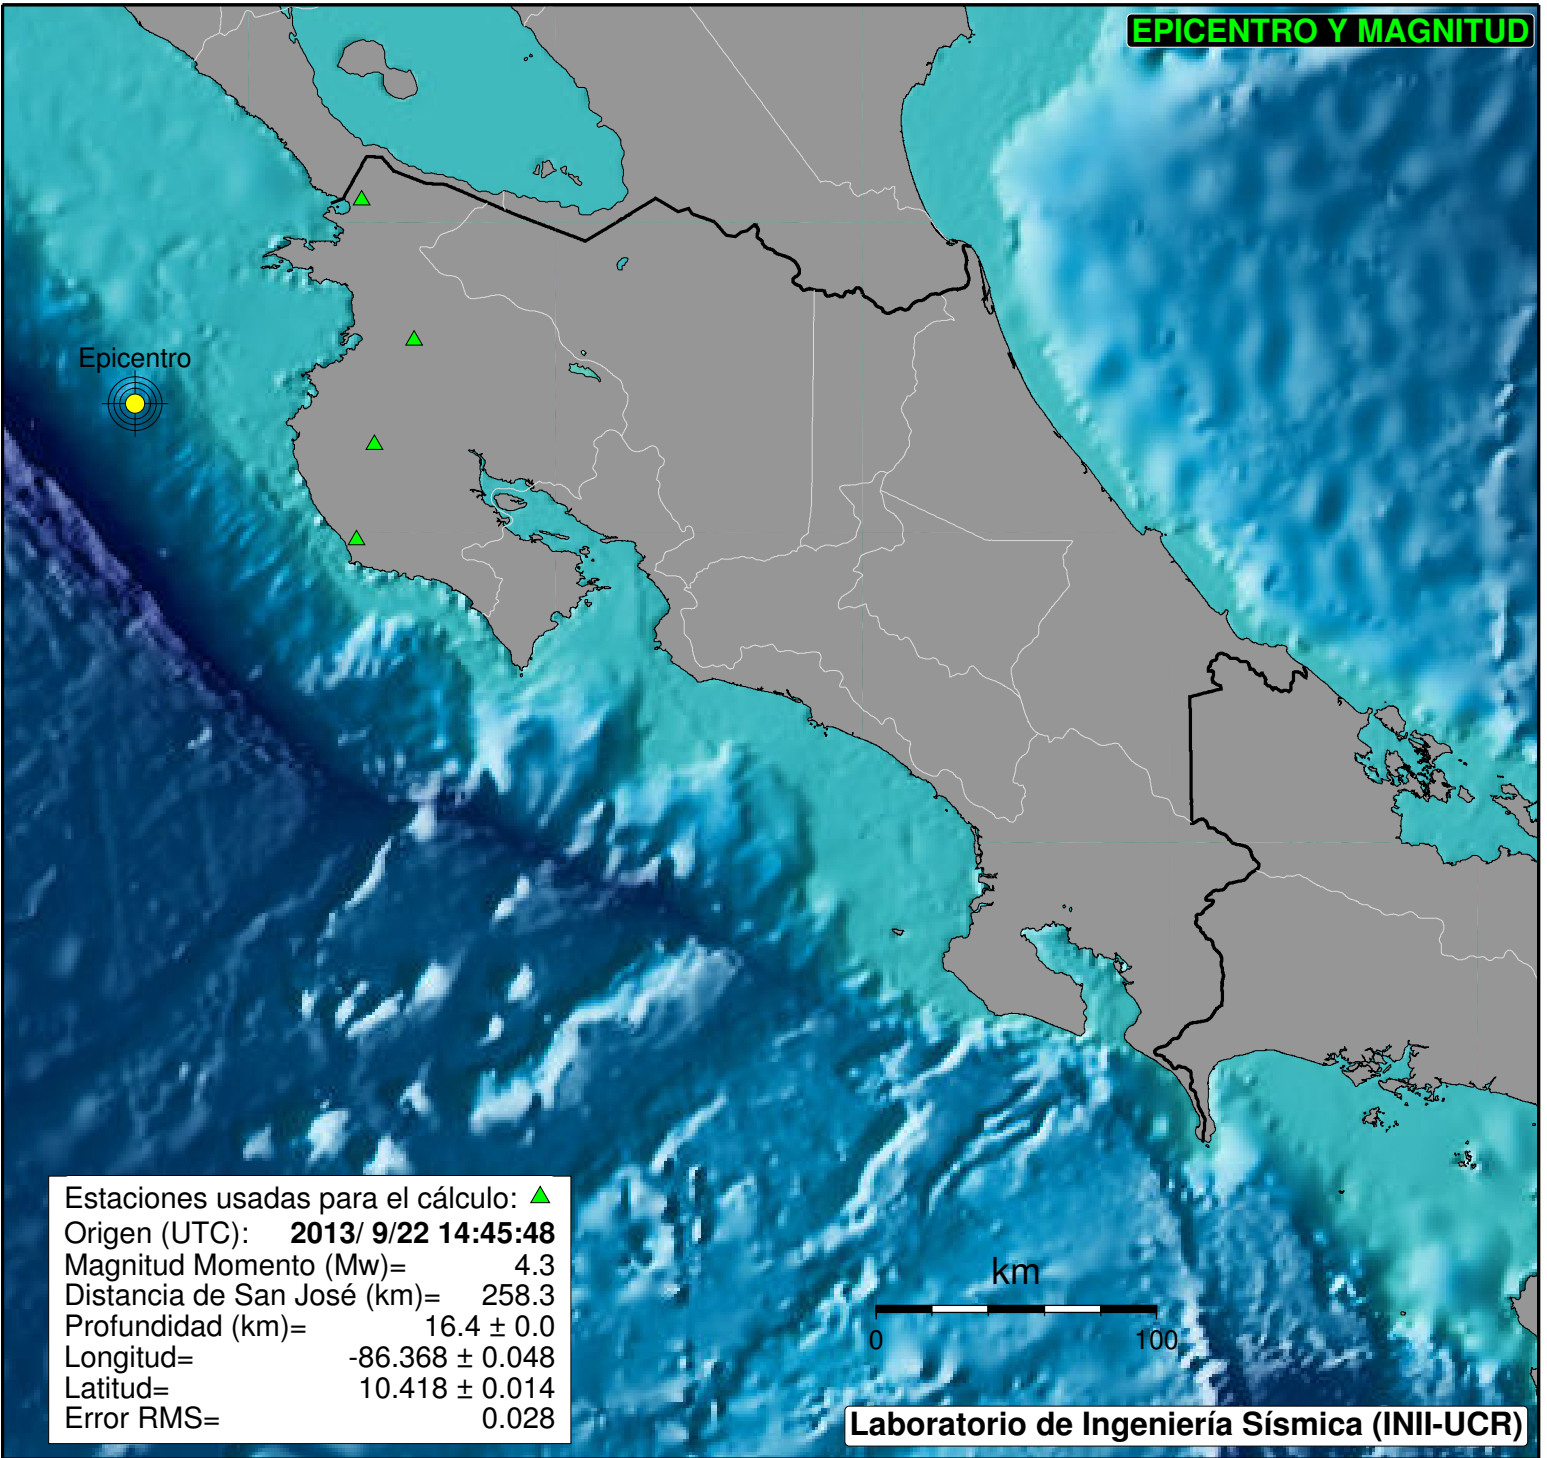 EPICENTRO Y MAGNITUD
Epicentro
Estaciones usadas para el cálculo:
Origen (UTC): 2013/ 9/22 14:45:48
Magnitud Momento (Mw)= 4.3
Distancia de San José (km)= 258.3
Profundidad (km)= 16.4 ± 0.0
Longitud= -86.368 ± 0.048
Latitud= 10.418 ± 0.014
Error RMS= 0.028
km
0 100
Laboratorio de Ingeniería Sísmica (INII-UCR)